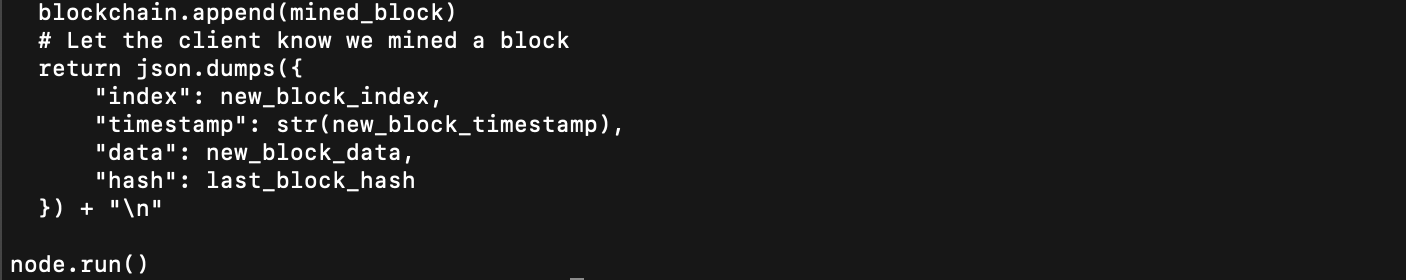 blockchain.append(mined_block)
# Let the client know we mined a block
return json.dumps({
"index": new_block_index,
"timestamp": str(new_block_timestamp),
"data": new_block_data,
"hash": last_block_hash
}) + "\n"
node.run()